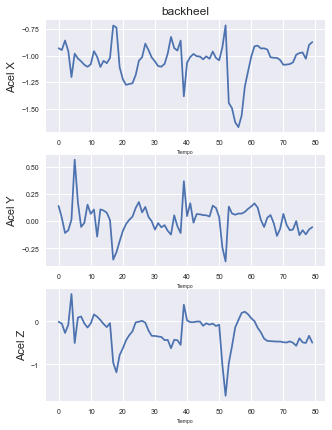 backheel
Acel X
−0.75
−1.00
−1.25
−1.50
0 10 20 30 40 50 60 70 80
Tiempo
Acel Y
0.50
0.25
0.00
−0.25
0 10 20 30 40 50 60 70 80
Tiempo
Acel Z
0
−1
0 10 20 30 40 50 60 70 80
Tiempo